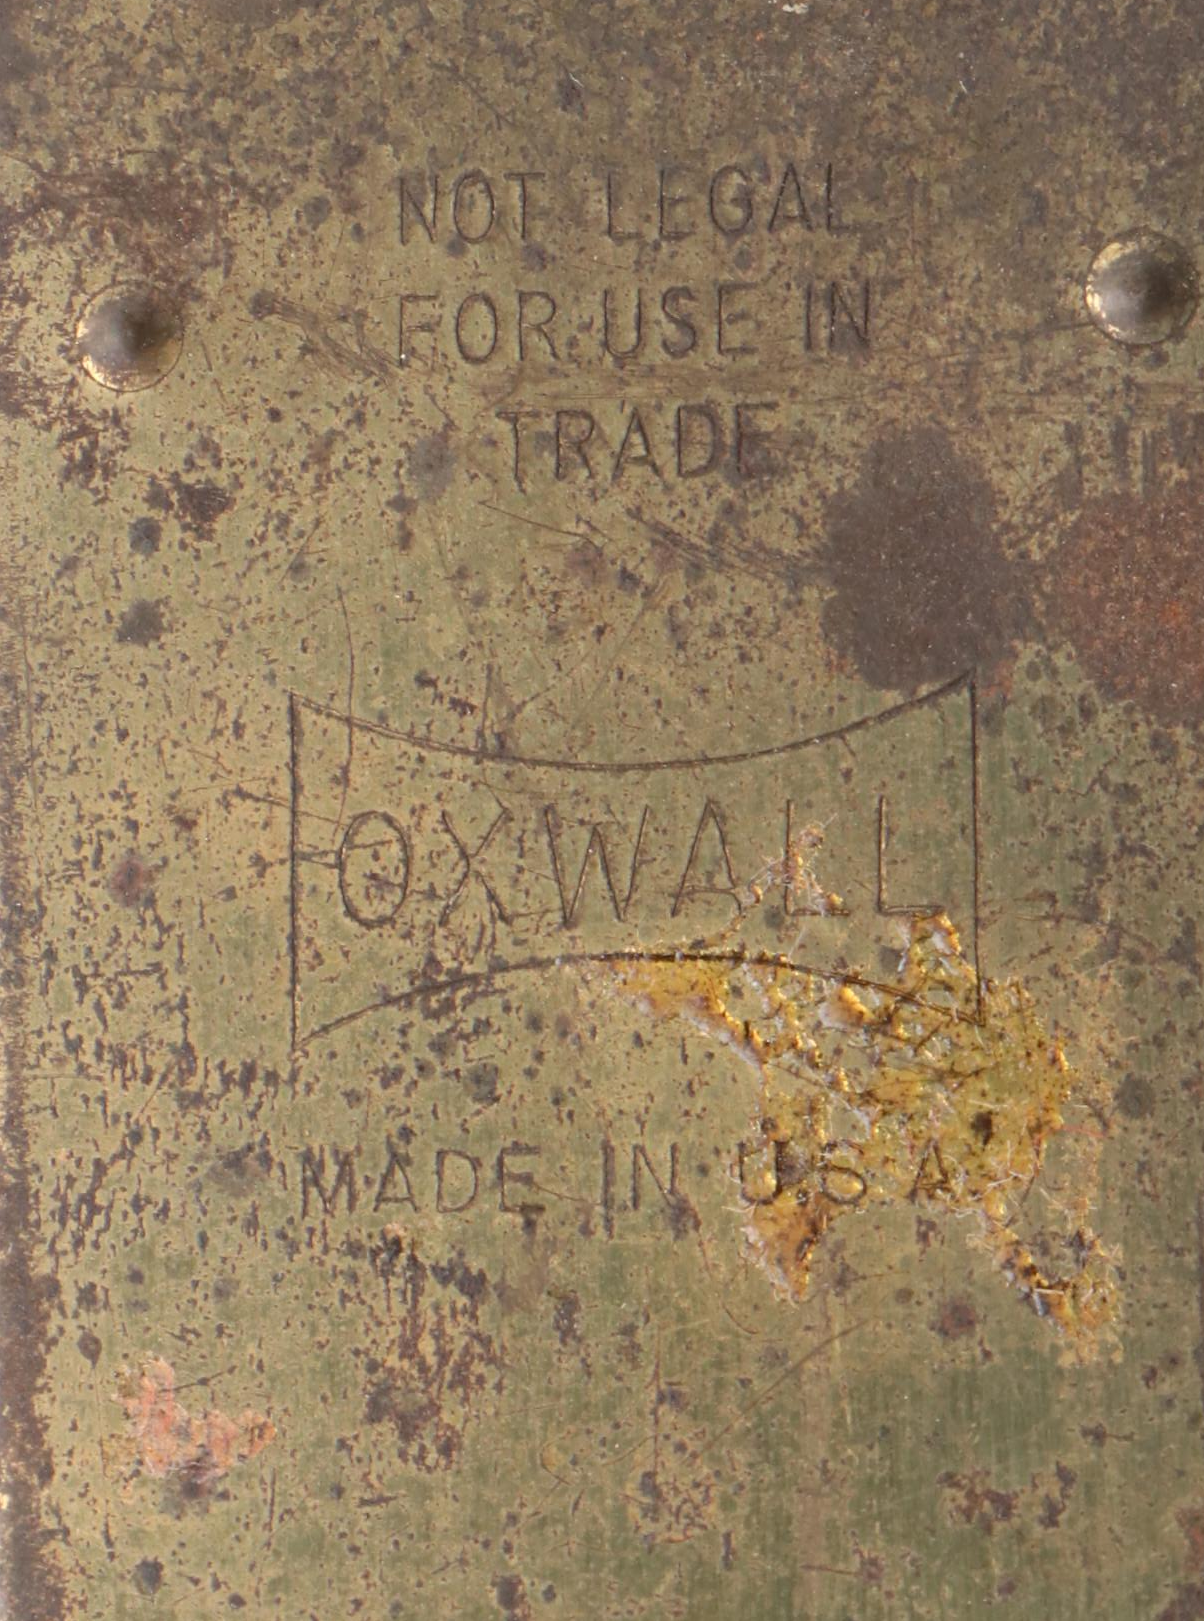 NOT LEGAL
FOR USE IN
TRADE
OXWALL
MADE IN U S A